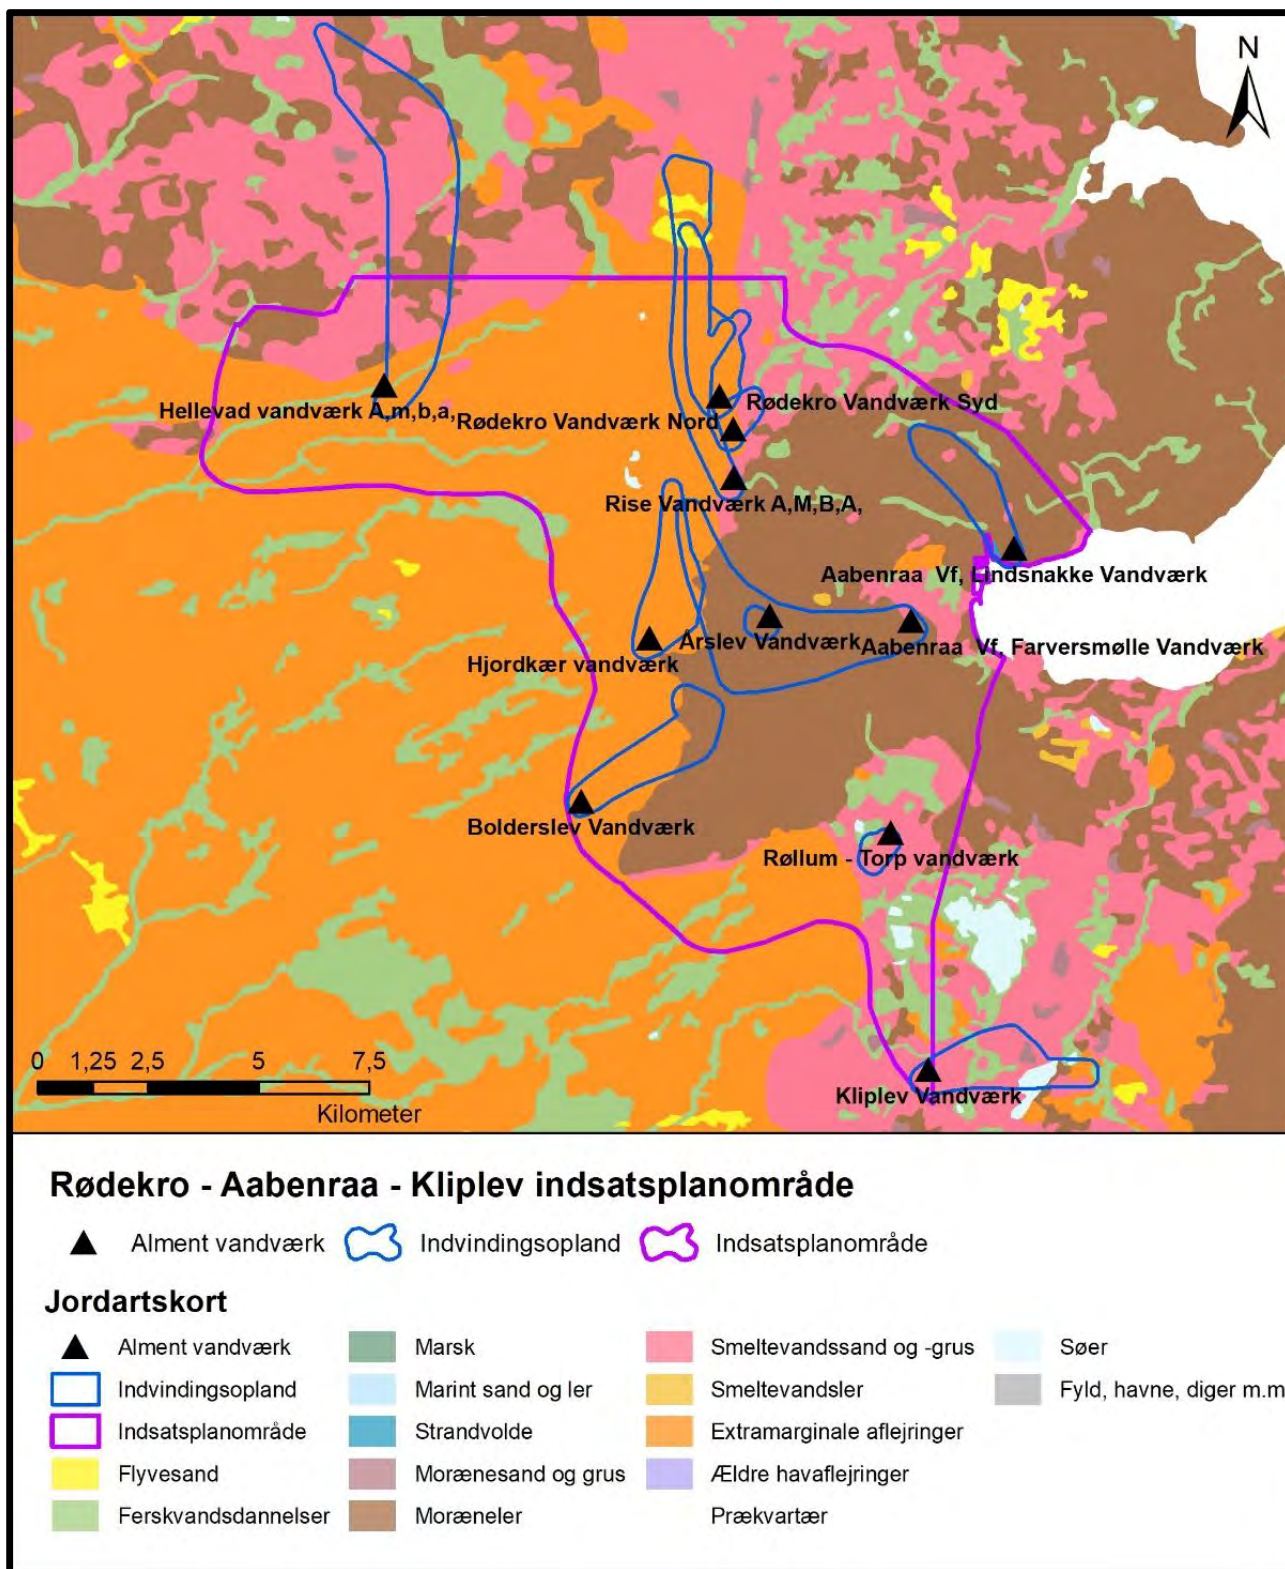 N
Hellevad vandværk A,m,b,a,
Rødekro Vandværk Syd
Rødekro Vandværk Nord
Rise Vandværk A,M,B,A,
Aabenraa Vf, Lindsnakke Vandværk
Årslev Vandværk
Aabenraa Vf, Farversmølle Vandværk
Hjordkær vandværk
Bolderslev Vandværk
Røllum - Torp vandværk
Kliplev Vandværk
0 1,25 2,5 5 7,5
Kilometer
Rødekro - Aabenraa - Kliplev indsatsplanområde
Alment vandværk Indvindingsopland Indsatsplanområde
Jordartskort
Alment vandværk
Indvindingsopland
Indsatsplanområde
Flyvesand
Ferskvandsdannelser
Marsk
Marint sand og ler
Strandvolde
Morænesand og grus
Moræneler
Smeltevandssand og -grus
Smeltevandsler
Extramarginale aflejringer
Ældre havaflejringer
Prækvartær
Søer
Fyld, havne, diger m.m